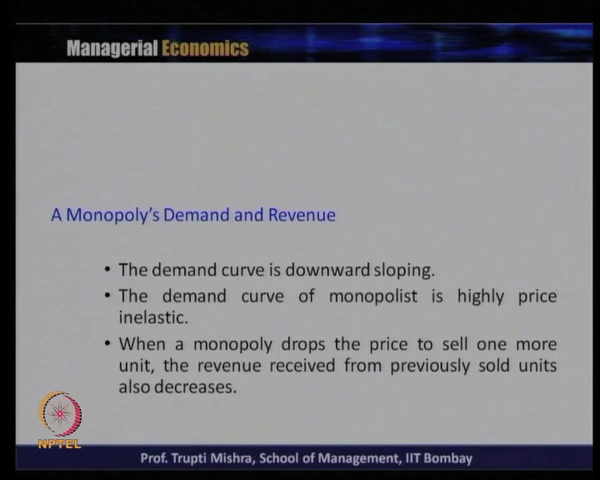 Managerial Economics
A Monopoly's Demand and Revenue
• The demand curve is downward sloping.
• The demand curve of monopolist is highly price
inelastic.
• When a monopoly drops the price to sell one more
unit, the revenue received from previously sold units
also decreases.
NPTEL
Prof. Trupti Mishra, School of Management, IIT Bombay